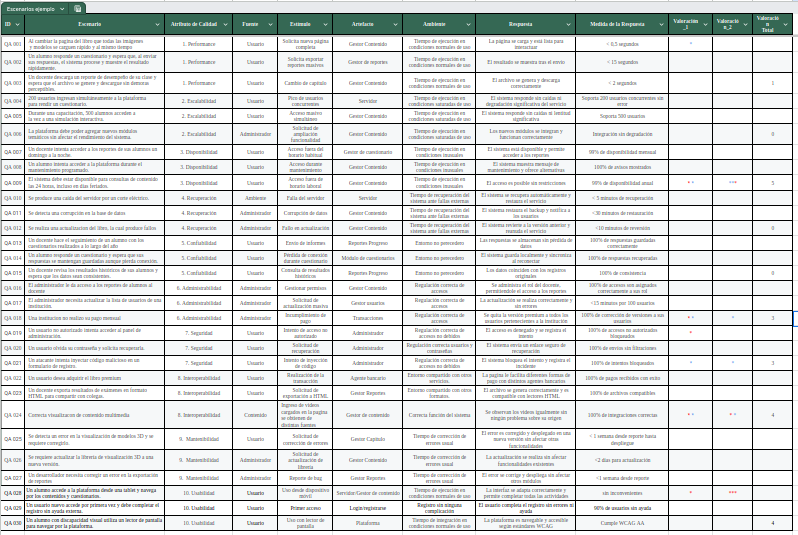 Escenarios ejemplo
ID Escenario Atributo de Calidad Fuente Estímulo Artefacto Ambiente Respuesta Medida de la Respuesta Valoración _1 Valoració n_2 Valoració n Total
QA 001 Al cambiar la pagina del libro que todas las imágenes y modelos se carguen rápido y al mismo tiempo 1. Performance Usuario Solicita nueva página completa Gestor Contenido Tiempo de ejecución en condiciones normales de uso La página se carga y está lista para interactuar < 0.5 segundos *
QA 002 Un alumno responde un cuestionario y espera que, al enviar sus respuestas, el sistema procese y muestre el resultado rápidamente. 1. Performance Usuario Solicita exportar reportes masivos Gestor de reportes Tiempo de ejecución en condiciones normales de uso El resultado se muestra tras el envío < 15 segundos
QA 003 Un docente descarga un reporte de desempeño de su clase y espera que el archivo se genere y descargue sin demoras perceptibles. 1. Performance Usuario Cambio de capítulo Gestor Contenido Tiempo de ejecución en condiciones normales de uso El archivo se genera y descarga correctamente < 2 segundos 1
QA 004 200 usuarios ingresan simultáneamente a la plataforma para rendir un cuestionario. 2. Escalabilidad Usuario Pico de usuarios concurrentes Servidor Tiempo de ejecución en condiciones saturadas de uso El sistema responde sin caídas ni degradación significativa del servicio Soporta 200 usuarios concurrentes sin error
QA 005 Durante una capacitación, 500 alumnos acceden a la vez a una simulación interactiva. 2. Escalabilidad Usuario Acceso masivo simultáneo Gestor Contenido Tiempo de ejecución en condiciones saturadas de uso El sistema responde sin caídas ni lentitud significativa Soporta 500 usuarios
QA 006 La plataforma debe poder agregar nuevos módulos temáticos sin afectar el rendimiento del sistema. 2. Escalabilidad Administrador Solicitud de ampliación funcionalidad Gestor Contenido Tiempo de ejecución en condiciones normales de uso Los nuevos módulos se integran y funcionan correctamente Integración sin degradación 0
QA 007 Un docente intenta acceder a los reportes de sus alumnos un domingo a la noche. 3. Disponibilidad Usuario Acceso fuera del horario habitual Gestor de cuestionario Tiempo de ejecución en condiciones inusuales El sistema está disponible y permite acceder a los reportes 99% de disponibilidad mensual
QA 008 Un alumno intenta acceder a la plataforma durante el mantenimiento programado. 3. Disponibilidad Usuario Acceso durante mantenimiento Gestor Contenido Tiempo de ejecución en condiciones inusuales El sistema muestra mensaje de mantenimiento y ofrece alternativas 100% de avisos mostrados
QA 009 El sistema debe estar disponible para consultas de contenido las 24 horas, incluso en días feriados. 3. Disponibilidad Usuario Acceso fuera de horario laboral Gestor Contenido Tiempo de ejecución en condiciones inusuales El acceso es posible sin restricciones 99% de disponibilidad anual * * *** 5
QA 010 Se produce una caída del servidor por un corte eléctrico. 4. Recuperación Ambiente Falla del servidor Servidor Tiempo de recuperación del sistema ante fallas externas El sistema se recupera automáticamente y restaura el servicio < 5 minutos de recuperación
QA 011 Se detecta una corrupción en la base de datos 4. Recuperación Administrador Corrupción de datos Gestor Contenido Tiempo de recuperación del sistema ante fallas externas El sistema restaura el backup y notifica a los usuarios <30 minutos de restauración
QA 012 Se realiza una actualizacion del libro, la cual produce fallos 4. Recuperación Administrador Fallo en actualización Gestor Contenido Tiempo de recuperación del sistema ante fallas externas El sistema revierte a la versión anterior y reanuda el servicio <10 minutos de reversión 0
QA 013 Un docente hace el seguimiento de un alumno con los cuestionarios realizados a lo largo del año 5. Confiabilidad Usuario Envío de informes Reportes Progreso Entorno no perecedero Las respuestas se almacenan sin pérdida de datos 100% de respuestas guardadas correctamente
QA 014 Un alumno responde un cuestionario y espera que sus respuestas se mantengan guardadas aunque pierda conexión. 5. Confiabilidad Usuario Pérdida de conexión durante cuestionario Módulo de cuestionarios Entorno no perecedero El sistema guarda localmente y sincroniza al reconectar 100% de respuestas recuperadas
QA 015 Un docente revisa los resultados históricos de sus alumnos y espera que los datos sean consistentes. 5. Confiabilidad Usuario Consulta de resultados históricos Reportes Progreso Entorno no perecedero Los datos coinciden con los registros originales 100% de consistencia 0
QA 016 El administrador le da acceso a los reportes de alumnos al docente 6. Administrabilidad Administrador Gestionar permisos Gestor Contenido Regulación correcta de accesos Se administra el rol del docente, permitiendole el acceso a los reportes 100% de accesos son asignados correctamente a su rol
QA 017 El administrador necesita actualizar la lista de usuarios de una institución. 6. Administrabilidad Administrador Solicitud de actualización masiva Gestor usuarios Regulación correcta de accesos La actualización se realiza correctamente y sin errores <15 minutos por 100 usuarios
QA 018 Una institucion no realiza su pago mensual 6. Administrabilidad Administrador Incumplimiento de pago Transacciones Regulación correcta de accesos Se quita la versión premium a todos los usuarios pertenecientes a la institución 100% de corrección de versiones a sus usuarios * * * 3
QA 019 Un usuario no autorizado intenta acceder al panel de administración. 7. Seguridad Usuario Intento de acceso no autorizado Administrador Regulación correcta de acceso no debidos El acceso es denegado y se registra el intento 100% de accesos no autorizados bloqueados *
QA 020 Un usuario olvida su contraseña y solicita recuperarla. 7. Seguridad Usuario Solicitud de recuperación Administrador Regulación correcta usuarios y contraseñas El sistema envía un enlace seguro de recuperación 100% de envíos sin filtraciones
QA 021 Un atacante intenta inyectar código malicioso en un formulario de registro. 7. Seguridad Usuario Intento de inyección de código Administrador Regulación correcta de accesos no debidos El sistema bloquea el intento y registra el incidente 100% de intentos bloqueados * * 3
QA 022 Un usuario desea adquirir el libro premium 8. Interoperabilidad Usuario Realización de la transacción Agente bancario Entorno compartido con otros servicios. La pagina te facilita diferentes formas de pago con distintos agentes bancarios 100% de pagos recibidos con exito
QA 023 Un docente exporta resultados de exámenes en formato HTML para compartir con colegas. 8. Interoperabilidad Usuario Solicitud de exportación a HTML Gestor Reportes Entorno compartido con otros formatos. El archivo se genera correctamente y es compatible con lectores HTML 100% de archivos compatibles
QA 024 Correcta visualizacion de contenido multimedia 8. Interoperabilidad Contenido Ingreso de videos cargados en la pagina se obtienen de distintas fuentes Gestor de contenido Correcta función del sistema Se observan los videos igualmente sin ningún problema sobre su origen 100% de integraciones correctas * * * * 4
QA 025 Se detecta un error en la visualización de modelos 3D y se requiere corregirlo. 9. Mantenibilidad Usuario Solicitud de corrección de errores Gestor Capitulo Tiempo de corrección de errores usual El error es corregido y desplegado en una nueva versión sin afectar otras funcionalidades < 1 semana desde reporte hasta despliegue
QA 026 Se requiere actualizar la librería de visualización 3D a una nueva versión. 9. Mantenibilidad Administrador Solicitud de actualización de librería Gestor Contenido Tiempo de corrección de errores usual La actualización se realiza sin afectar funcionalidades existentes <2 días para actualización
QA 027 Un desarrollador necesita corregir un error en la exportación de reportes 9. Mantenibilidad Administrador Reporte de bug Gestor Reportes Tiempo de corrección de errores usual El error se corrige y despliega sin afectar otros módulos <1 semana desde reporte
QA 028 Un alumno accede a la plataforma desde una tablet y navega por los contenidos y cuestionarios. 10. Usabilidad Usuario Uso desde dispositivo móvil Servidor/Gestor de contenido Tiempo de ejecución en condiciones normales de uso La interfaz se adapta correctamente y permite completar todas las actividades sin inconvenientes * ***
QA 029 Un usuario nuevo accede por primera vez y debe completar el registro sin ayuda externa. 10. Usabilidad Usuario Primer acceso Login/registrarse Registro sin ninguna complicación El usuario completa el registro sin errores ni ayuda 90% de usuarios sin ayuda
QA 030 Un alumno con discapacidad visual utiliza un lector de pantalla para navegar por la plataforma. 10. Usabilidad Usuario Uso con lector de pantalla Plataforma Tiempo de integración en condiciones normales de uso La plataforma es navegable y accesible según estándares WCAG Cumple WCAG AA 4